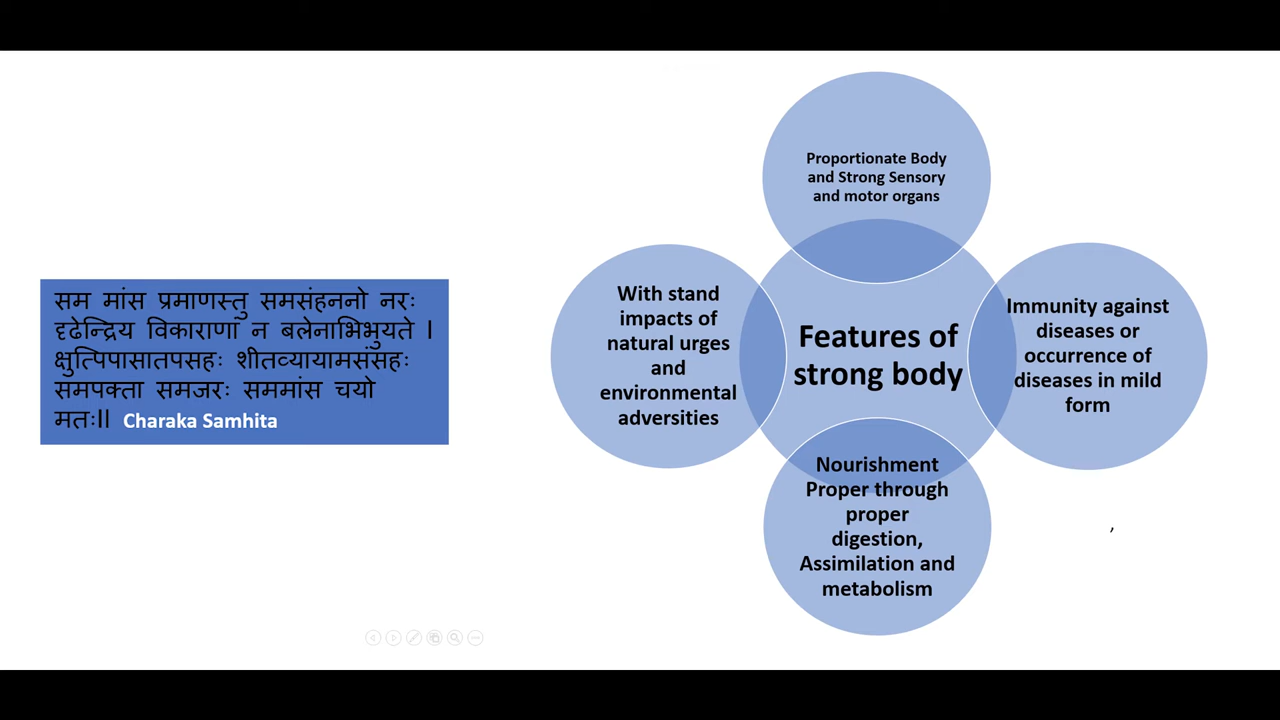 सम मांस प्रमाणस्तु समसंहननो नरः
दृढेन्द्रिय विकाराणां न बलेनाभिभुयते ।
क्षुत्पिपासातपसहः शीतव्यायामसंसहः
समपक्ता समजरः सममांस चयो
मतः॥ Charaka Samhita
Proportionate Body
and Strong Sensory
and motor organs
With stand
impacts of
natural urges
and
environmental
adversities
Features of
strong body
Immunity against
diseases or
occurrence of
diseases in mild
form
Nourishment
Proper through
proper
digestion,
Assimilation and
metabolism